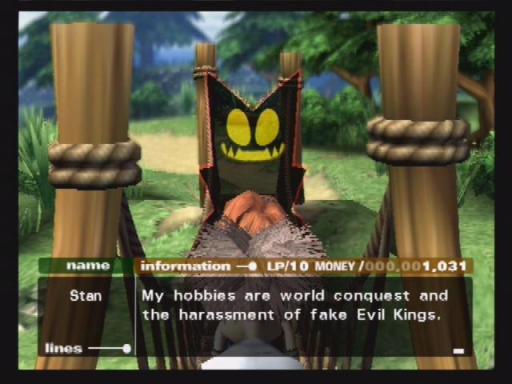 name information LP/10 MONEY/000,001,031
Stan
My hobbies are world conquest and
the harassment of fake Evil Kings.
lines